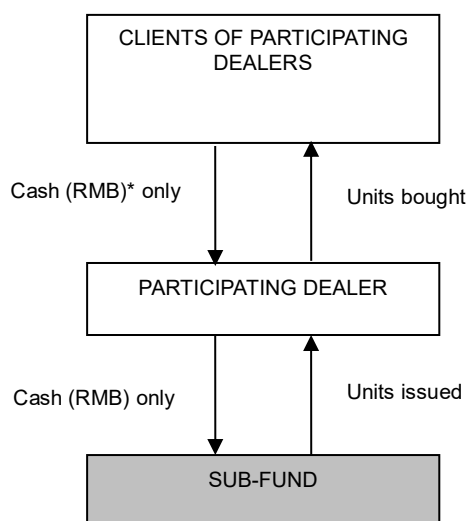 CLIENTS OF PARTICIPATING
DEALERS
Cash (RMB)* only
Units bought
PARTICIPATING DEALER
Cash (RMB) only
Units issued
SUB-FUND